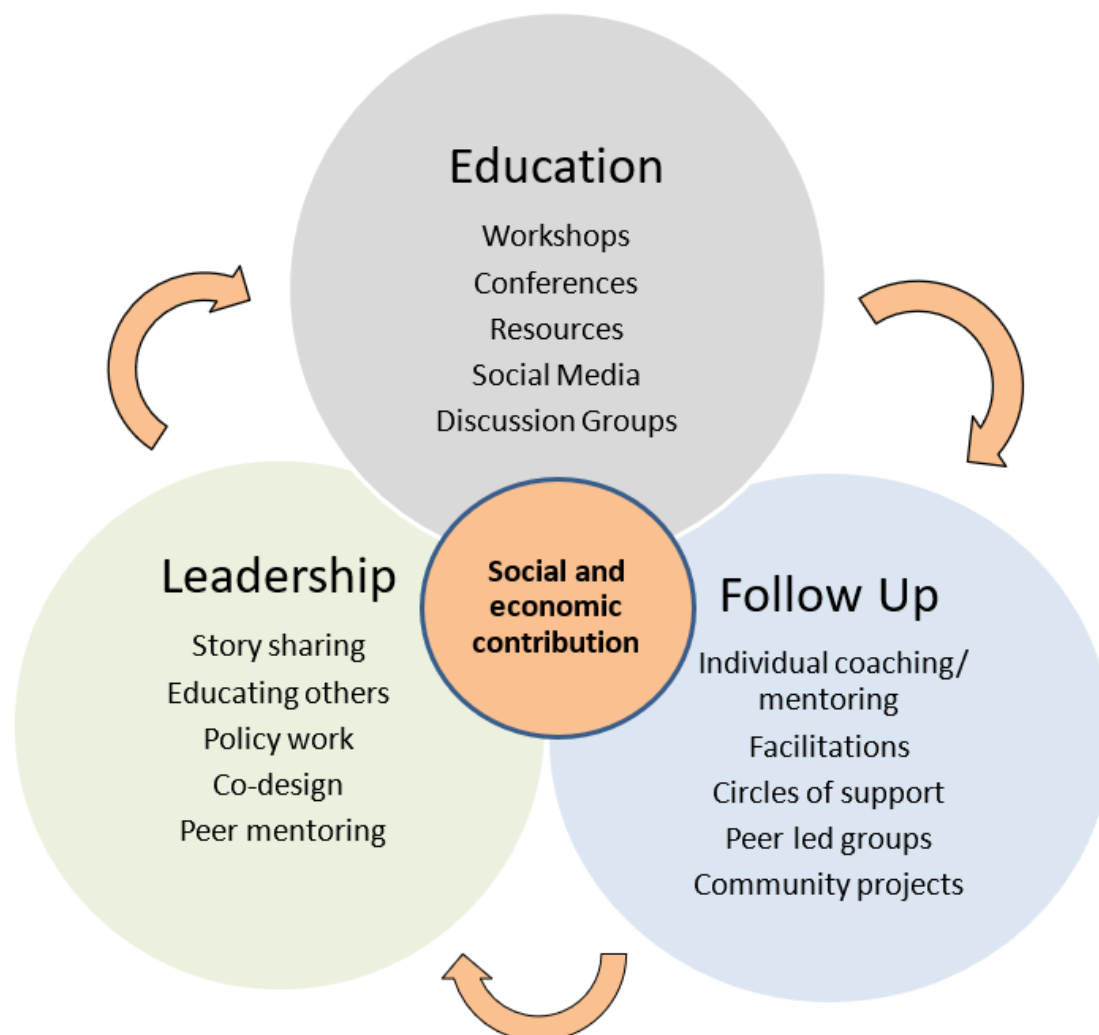 Education
Workshops
Conferences
Resources
Social Media
Discussion Groups
Leadership
Story sharing
Educating others
Policy work
Co-design
Peer mentoring
Social and
economic
contribution
Follow Up
Individual coaching/
mentoring
Facilitations
Circles of support
Peer led groups
Community projects